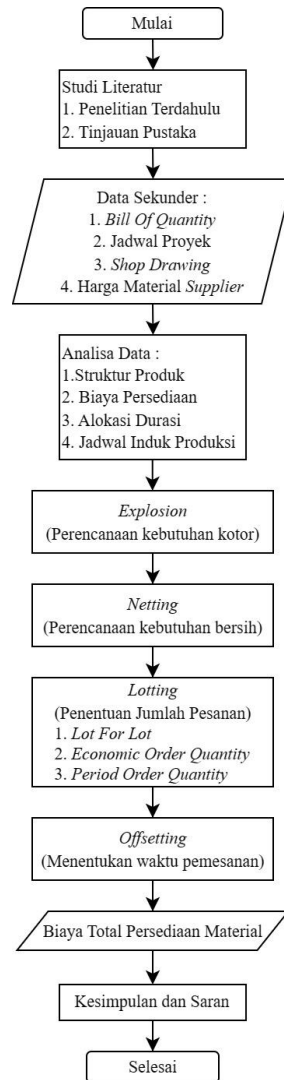 Mulai
Studi Literatur
1. Penelitian Terdahulu
2. Tinjauan Pustaka
Data Sekunder :
1. Bill Of Quantity
2. Jadwal Proyek
3. Shop Drawing
4. Harga Material Supplier
Analisa Data :
1.Struktur Produk
2. Biaya Persediaan
3. Alokasi Durasi
4. Jadwal Induk Produksi
Explosion
(Perencanaan kebutuhan kotor)
Netting
(Perencanaan kebutuhan bersih)
Lotting
(Penentuan Jumlah Pesanan)
1. Lot For Lot
2. Economic Order Quantity
3. Period Order Quantity
Offsetting
(Menentukan waktu pemesanan)
Biaya Total Persediaan Material
Kesimpulan dan Saran
Selesai